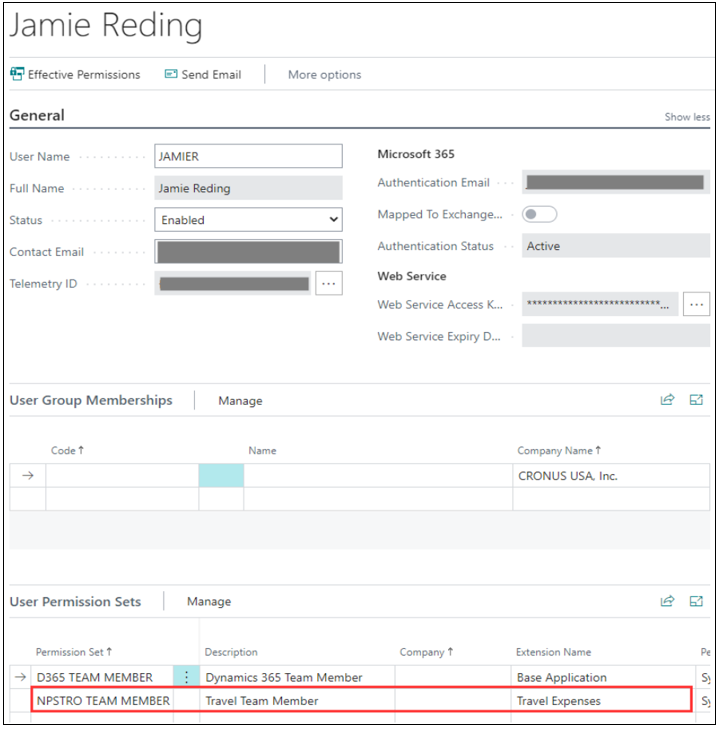 Jamie Reding
Effective Permissions Send Email More options
General Show less
User Name JAMIER
Full Name Jamie Reding
Status Enabled
Contact Email
Telemetry ID ...
Microsoft 365
Authentication Email
Mapped To Exchange...
Authentication Status Active
Web Service
Web Service Access K... ***************************... ...
Web Service Expiry D...
User Group Memberships Manage
Code↑ Name Company Name↑
→ CRONUS USA, Inc.
User Permission Sets Manage
Permission Set↑ Description Company↑ Extension Name Pe
→ D365 TEAM MEMBER Dynamics 365 Team Member Base Application Sy
NPSTRO TEAM MEMBER Travel Team Member Travel Expenses Sy